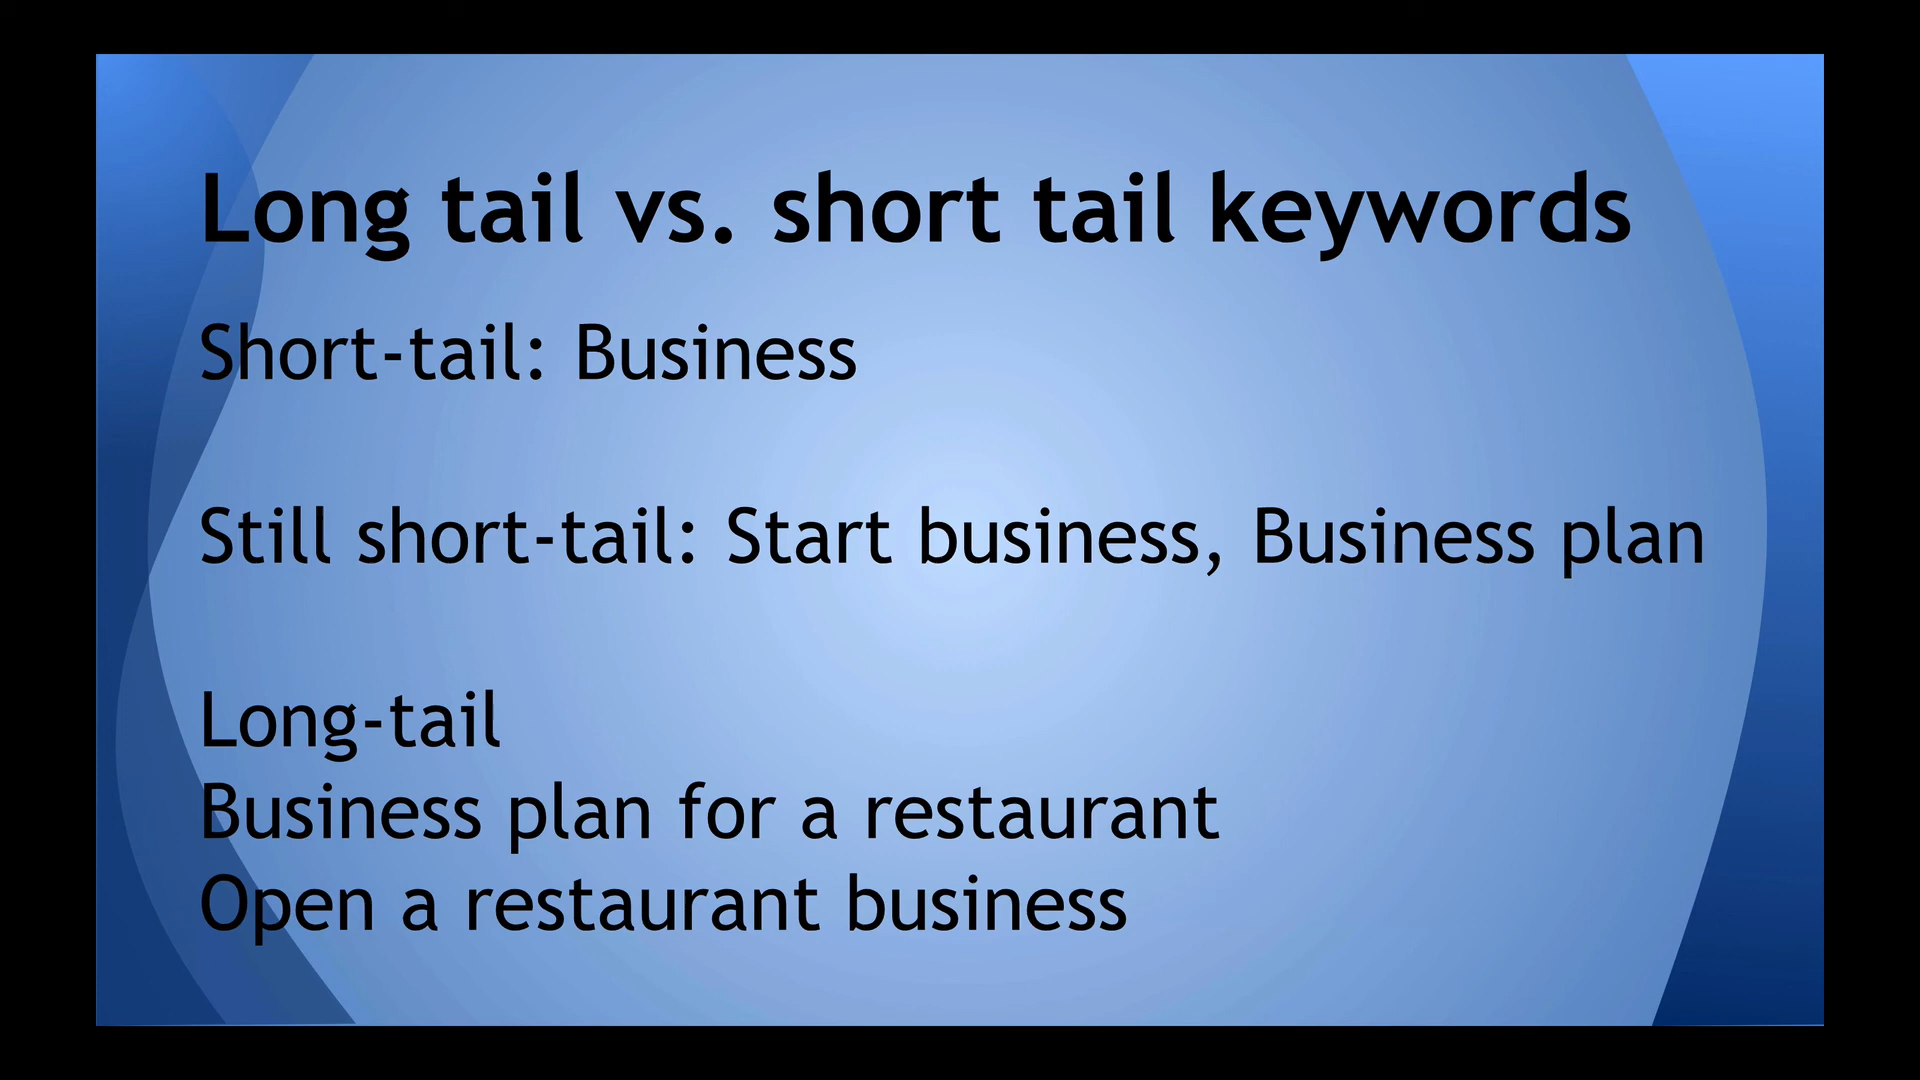 Long tail vs. short tail keywords
Short-tail: Business
Still short-tail: Start business, Business plan
Long-tail
Business plan for a restaurant
Open a restaurant business